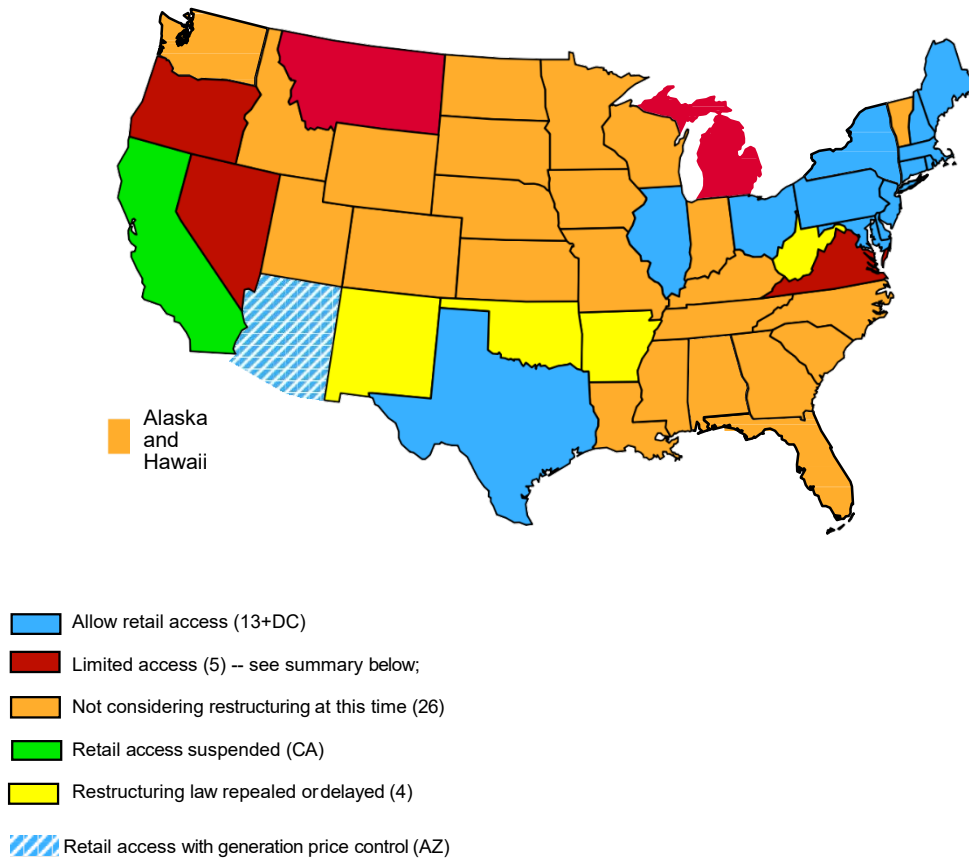 Alaska
and
Hawaii
Allow retail access (13+DC)
Limited access (5) -- see summary below;
Not considering restructuring at this time (26)
Retail access suspended (CA)
Restructuring law repealed or delayed (4)
Retail access with generation price control (AZ)